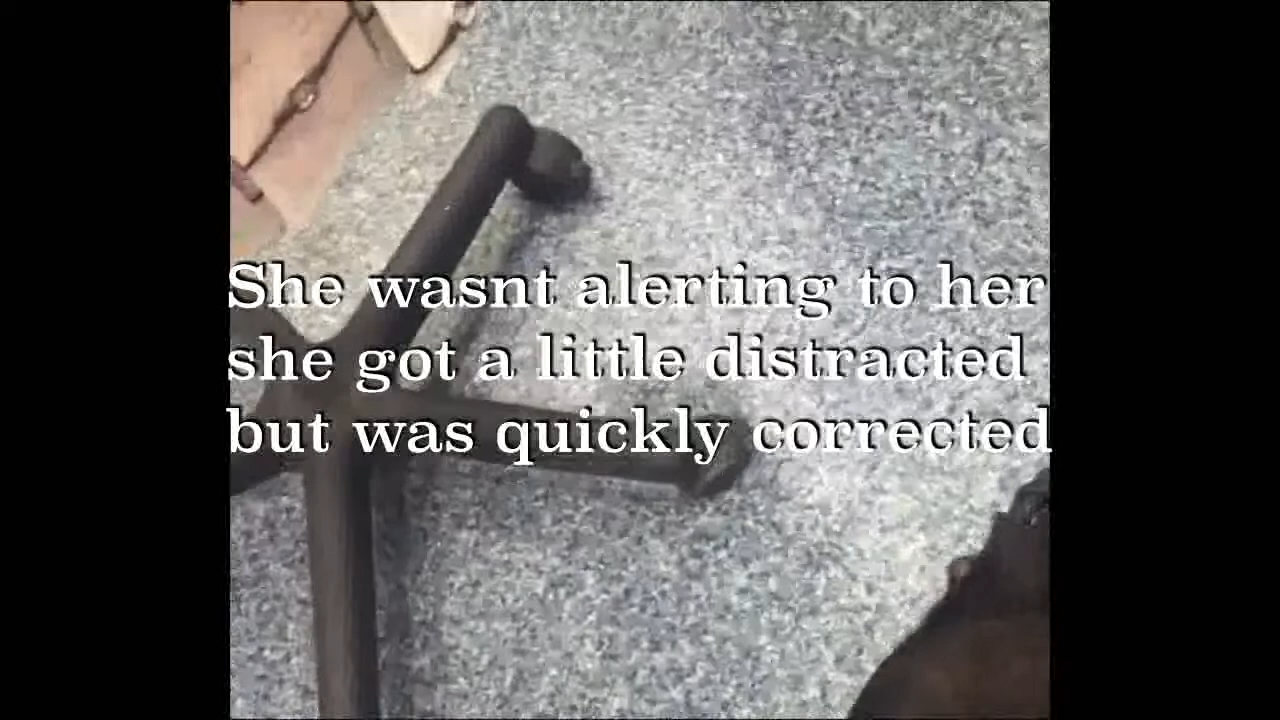 She wasnt alerting to her
she got a little distracted
but was quickly corrected